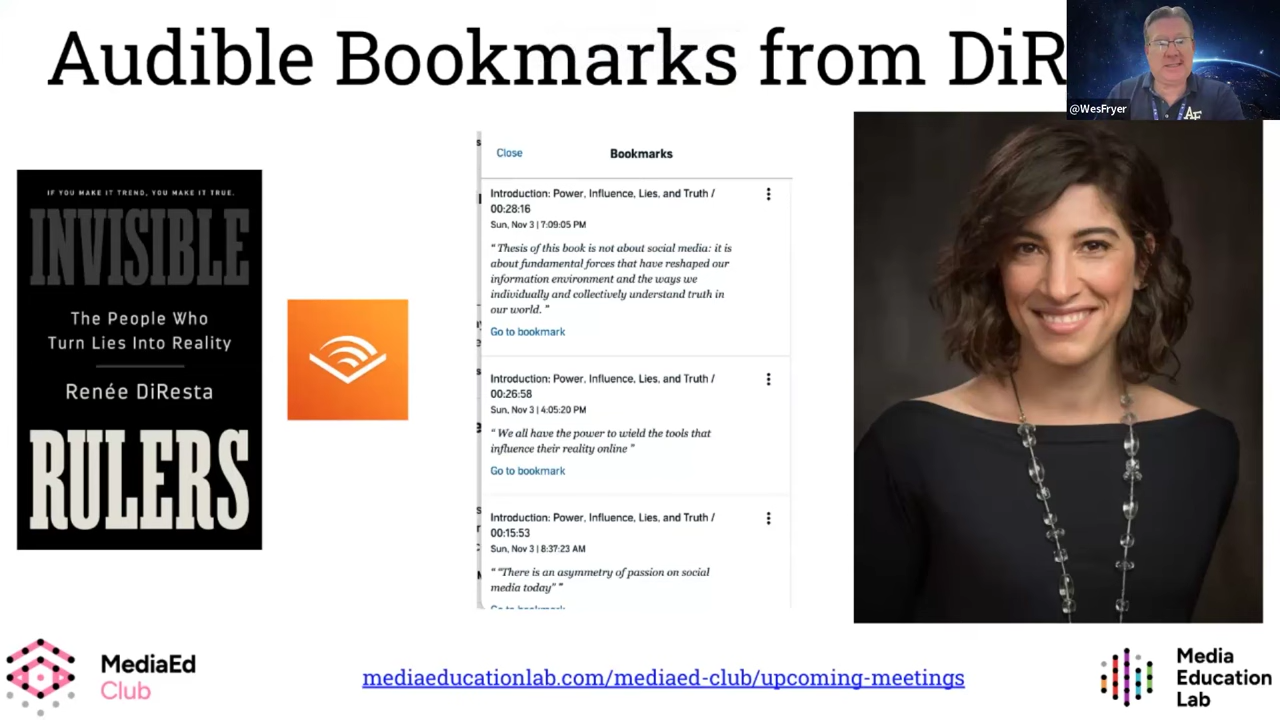 Audible Bookmarks from DiR
@WesFryer
AF
IF YOU MAKE IT TREND, YOU MAKE IT TRUE.
INVISIBLE
The People Who
Turn Lies Into Reality
Renée DiResta
RULERS
Close
Bookmarks
Introduction: Power, Influence, Lies, and Truth /
00:28:16
Sun, Nov 3 | 7:09:05 PM
“ Thesis of this book is not about social media: it is
about fundamental forces that have reshaped our
information environment and the ways we
individually and collectively understand truth in
our world. ”
Go to bookmark
Introduction: Power, Influence, Lies, and Truth /
00:26:58
Sun, Nov 3 | 4:05:20 PM
“ We all have the power to wield the tools that
influence their reality online ”
Go to bookmark
Introduction: Power, Influence, Lies, and Truth /
00:15:53
Sun, Nov 3 | 8:37:23 AM
“ “There is an asymmetry of passion on social
media today” ”
Go to bookmark
MediaEd
Club
mediaeducationlab.com/mediaed-club/upcoming-meetings
Media
Education
Lab